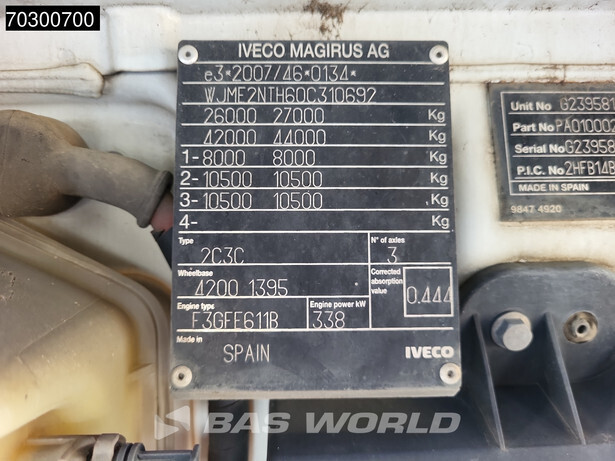 70300700
IVECO MAGIRUS AG
e3*2007/46*0134*
WJME2NTH60C310692
26000 27000 Kg
42000 44000 Kg
1- 8000 8000 Kg
2- 10500 10500 Kg
3- 10500 10500 Kg
4- Kg
Type 2C3C N° of axles 3
Wheelbase 4200 1395 Corrected absorption value 0.444
Engine type F3GFE611B Engine power kW 338
Made in SPAIN IVECO
Unit No G239581
Part No PA010002
Serial No G23958
P.I.C. No 2HFB14B
MADE IN SPAIN
9847 4920
BAS WORLD